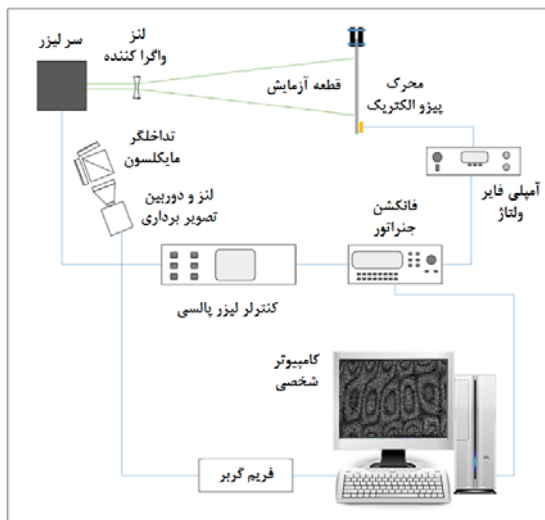 سر لیزر
لنز
واگرا کننده
قطعه آزمایش
محرک
پیزو الکتریک
تداخلگر
مایکلسون
لنز و دوربین
تصویر برداری
آمپلی فایر
ولتاژ
فانکشن
جنراتور
کنترلر لیزر پالسی
کامپیوتر
شخصی
فریم گربر